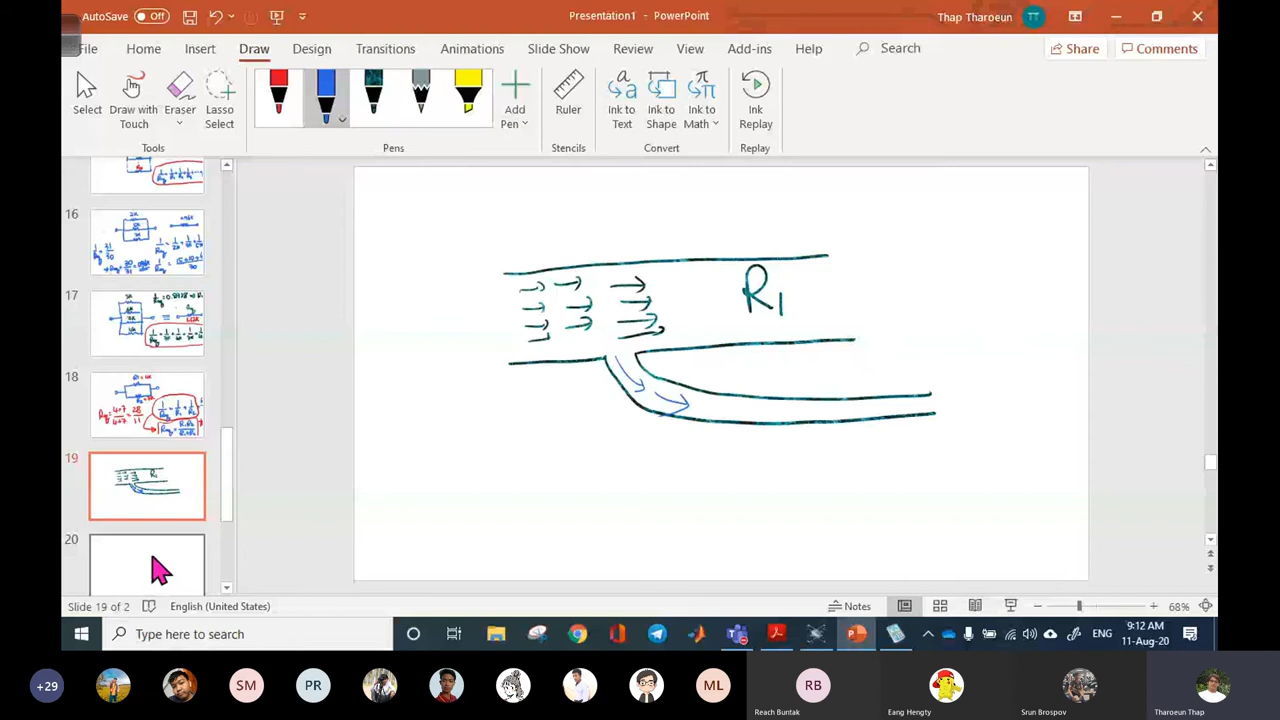 AutoSave Off
Presentation1 - PowerPoint
Thap Tharoeun TT
File Home Insert Draw Design Transitions Animations Slide Show Review View Add-ins Help Search Share Comments
Select
Draw with Touch
Eraser
Lasso Select
Add Pen
Ruler
Ink to Text
Ink to Shape
Ink to Math
Ink Replay
Tools
Pens
Stencils
Convert
Replay
16
17
18
19
20
R1
Slide 19 of 2
English (United States)
Notes
68%
Type here to search
ENG
9:12 AM
11-Aug-20
+29
SM
PR
ML
RB
Reach Buntak
Eang Hengty
Srun Brospov
Tharoeun Thap